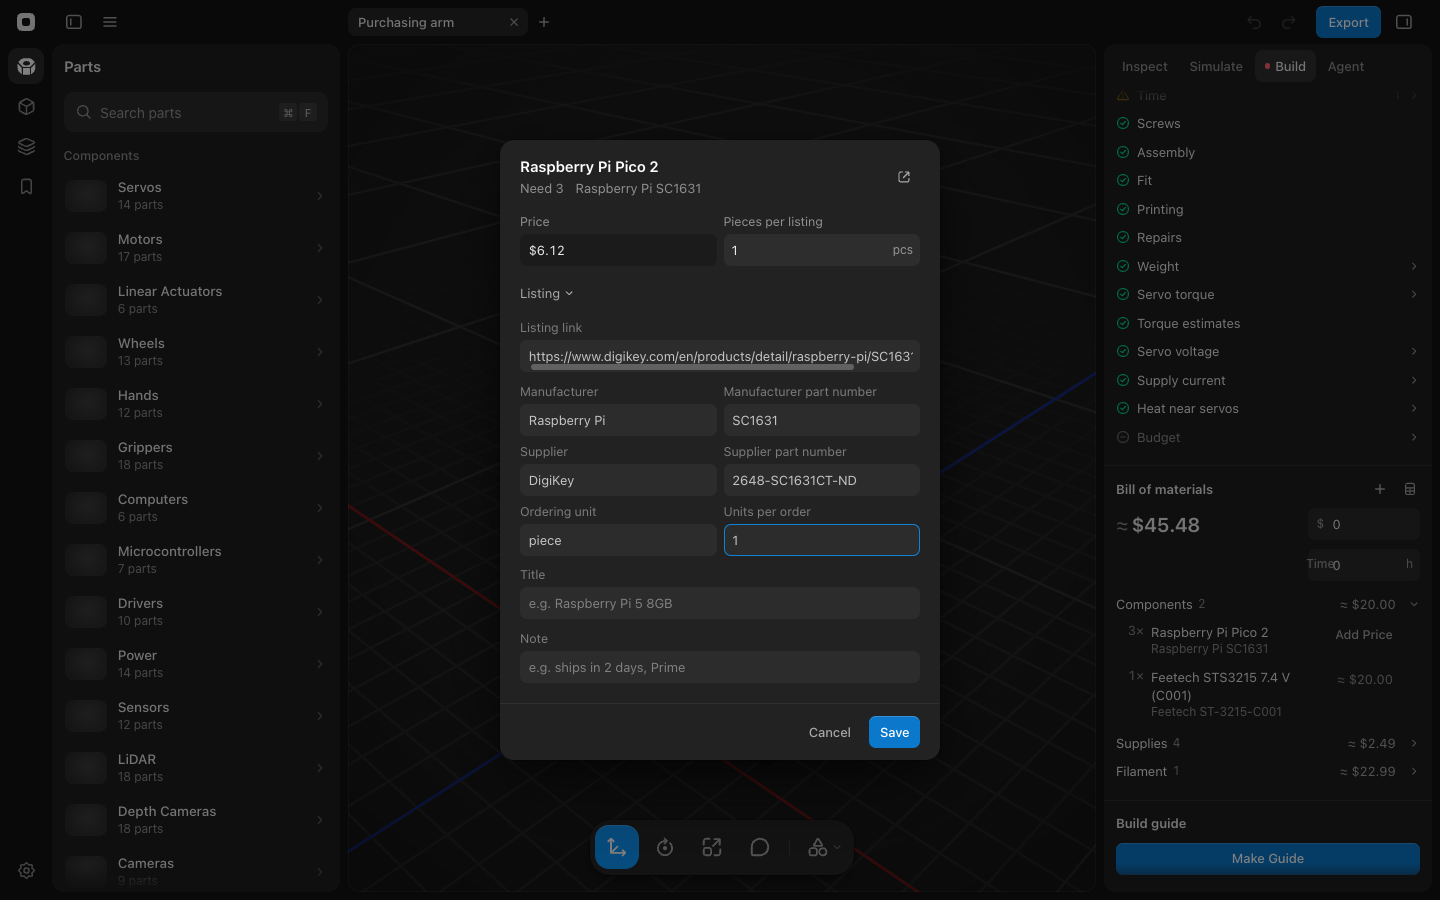 Purchasing arm
Export
Parts
Search parts
⌘ F
Components
Servos
14 parts
Motors
17 parts
Linear Actuators
6 parts
Wheels
13 parts
Hands
12 parts
Grippers
18 parts
Computers
6 parts
Microcontrollers
7 parts
Drivers
10 parts
Power
14 parts
Sensors
12 parts
LiDAR
18 parts
Depth Cameras
18 parts
Cameras
9 parts
Raspberry Pi Pico 2
Need 3 Raspberry Pi SC1631
Price
Pieces per listing
$6.12
1 pcs
Listing
Listing link
https://www.digikey.com/en/products/detail/raspberry-pi/SC1631
Manufacturer
Manufacturer part number
Raspberry Pi
SC1631
Supplier
Supplier part number
DigiKey
2648-SC1631CT-ND
Ordering unit
Units per order
piece
1
Title
e.g. Raspberry Pi 5 8GB
Note
e.g. ships in 2 days, Prime
Cancel
Save
Inspect
Simulate
Build
Agent
Time
Screws
Assembly
Fit
Printing
Repairs
Weight
Servo torque
Torque estimates
Servo voltage
Supply current
Heat near servos
Budget
Bill of materials
≈ $45.48
$ 0
Time 0 h
Components 2 ≈ $20.00
3× Raspberry Pi Pico 2 Add Price
Raspberry Pi SC1631
1× Feetech STS3215 7.4 V ≈ $20.00
(C001)
Feetech ST-3215-C001
Supplies 4 ≈ $2.49
Filament 1 ≈ $22.99
Build guide
Make Guide